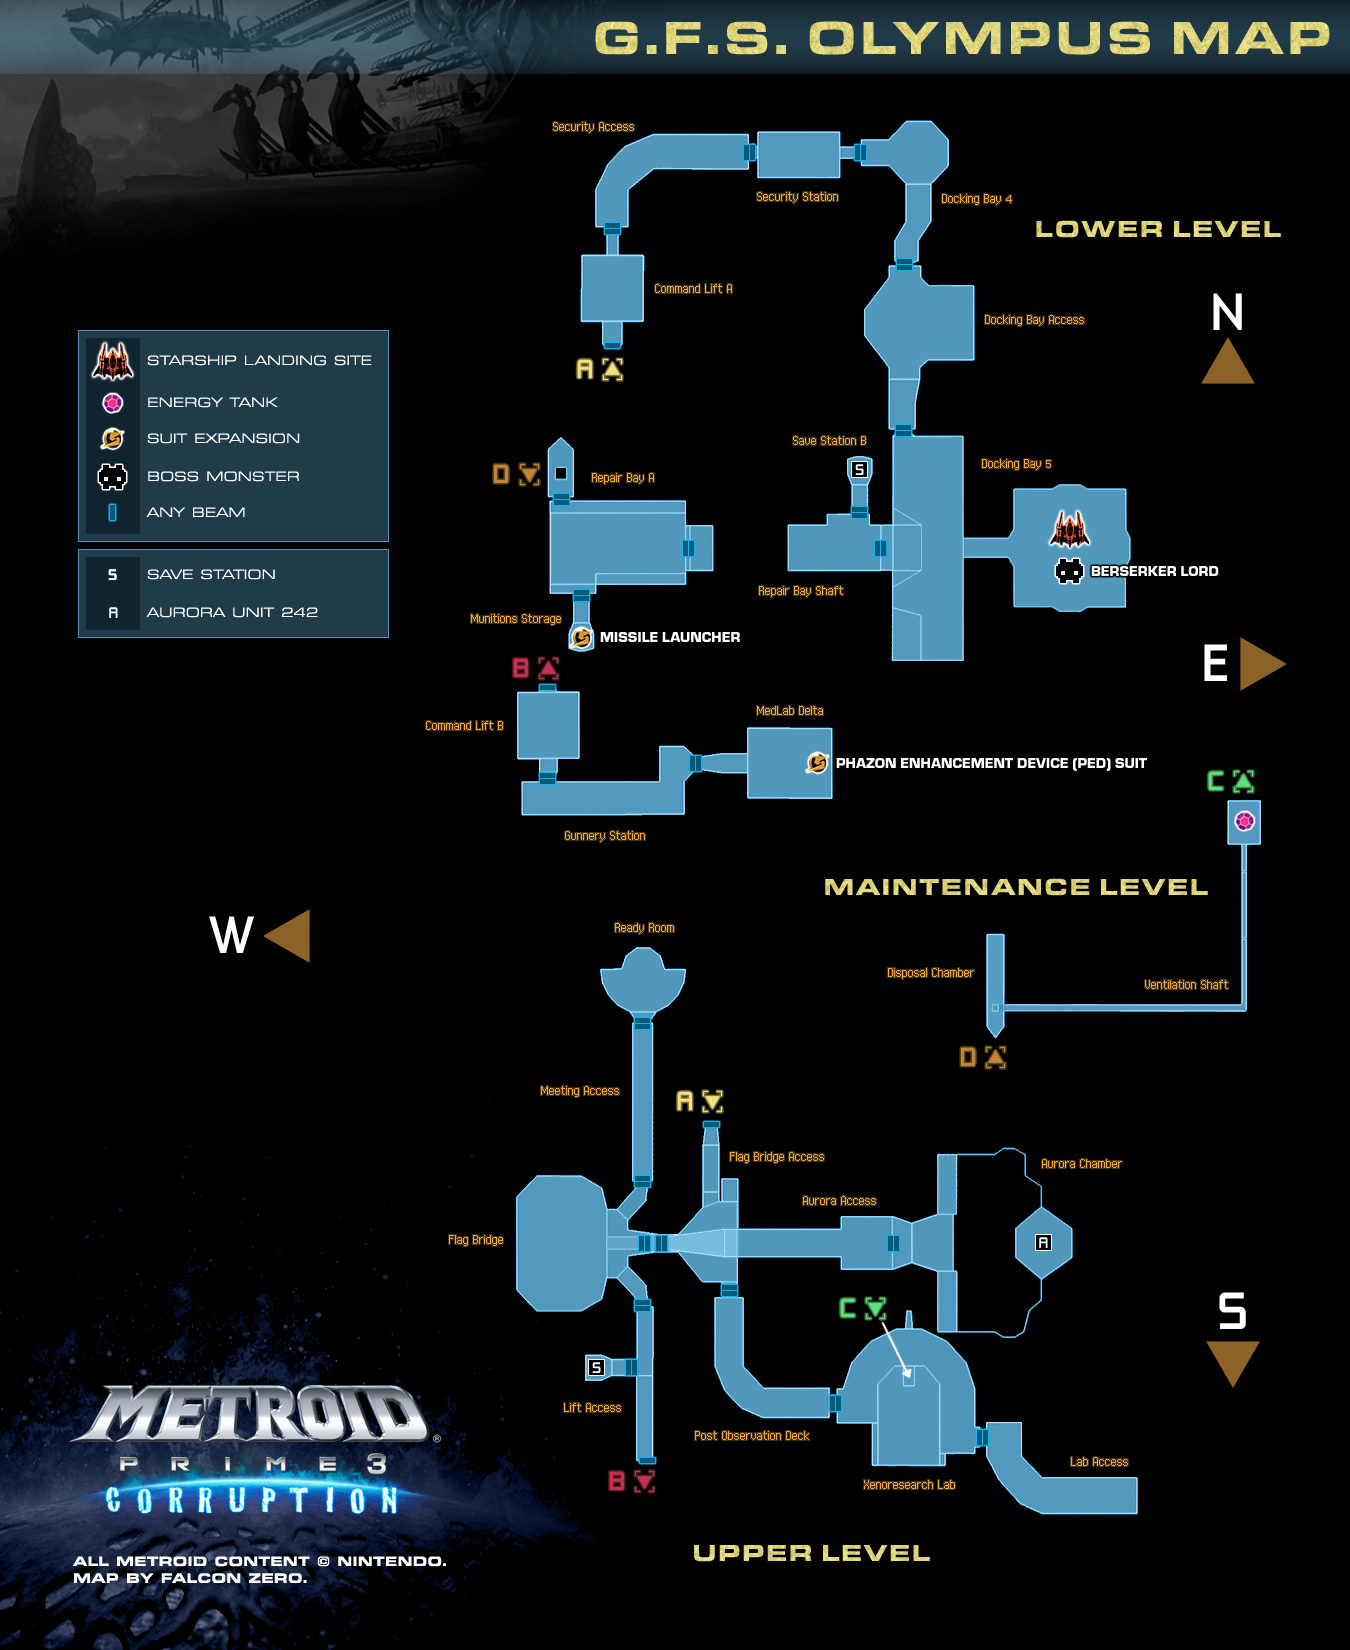 G.F.S. OLYMPUS MAP
Security Access
Security Station
Docking Bay 4
LOWER LEVEL
Command Lift A
Docking Bay Access
N
A
STARSHIP LANDING SITE
ENERGY TANK
SUIT EXPANSION
BOSS MONSTER
ANY BEAM
SAVE STATION
S
AURORA UNIT 242
A
Save Station B
S
Docking Bay 5
D
Repair Bay A
BERSERKER LORD
Repair Bay Shaft
Munitions Storage
MISSILE LAUNCHER
B
E
Command Lift B
MedLab Delta
PHAZON ENHANCEMENT DEVICE (PED) SUIT
C
Gunnery Station
MAINTENANCE LEVEL
W
Ready Room
Disposal Chamber
Ventilation Shaft
D
Meeting Access
A
Flag Bridge Access
Aurora Chamber
Aurora Access
Flag Bridge
A
C
S
S
Lift Access
Post Observation Deck
Lab Access
B
Xenoresearch Lab
METROID®
PRIME 3
CORRUPTION
UPPER LEVEL
ALL METROID CONTENT © NINTENDO.
MAP BY FALCON ZERO.